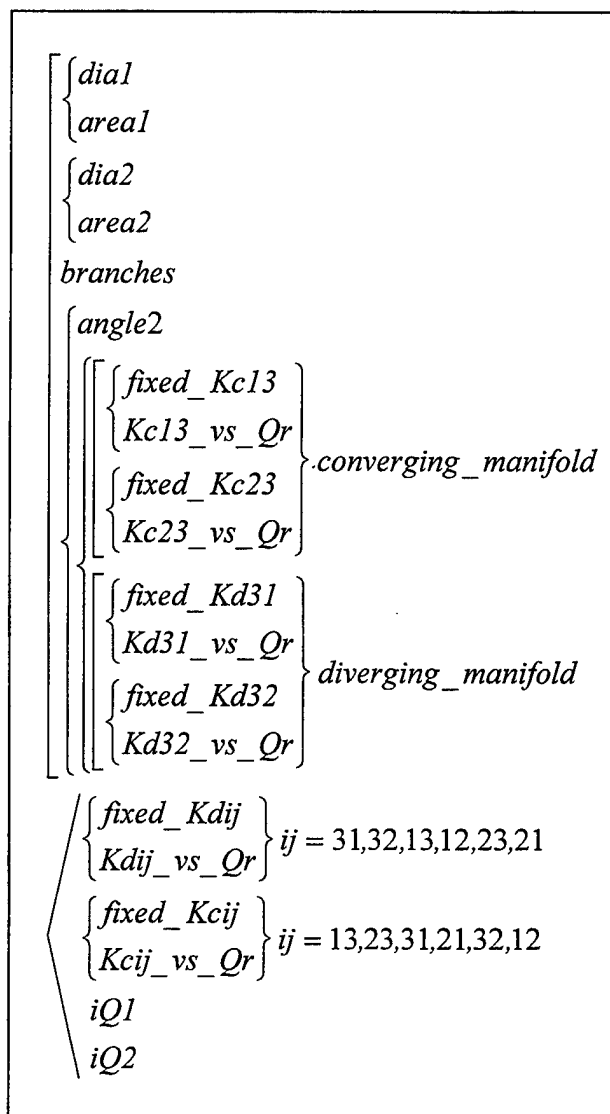 dia1
area1
dia2
area2
branches
angle2
fixed_Kc13
Kc13_vs_Qr
fixed_Kc23
Kc23_vs_Qr
converging_manifold
fixed_Kd31
Kd31_vs_Qr
fixed_Kd32
Kd32_vs_Qr
diverging_manifold
fixed_Kdij
Kdij_vs_Qr
ij = 31,32,13,12,23,21
fixed_Kcij
Kcij_vs_Qr
ij = 13,23,31,21,32,12
iQ1
iQ2